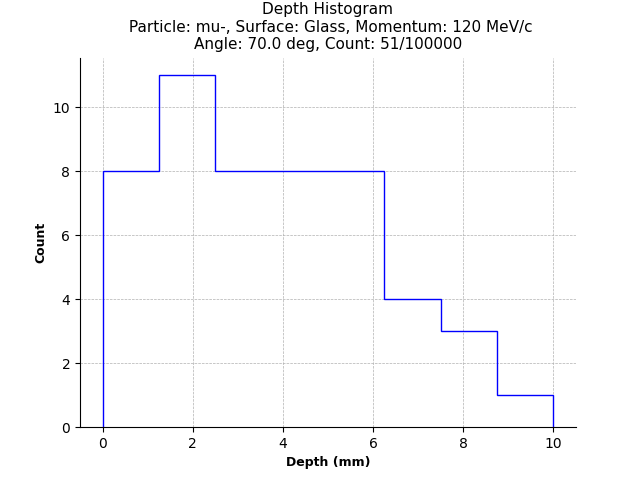 Depth Histogram
Particle: mu-, Surface: Glass, Momentum: 120 MeV/c
Angle: 70.0 deg, Count: 51/100000
10
8
6
4
2
0
Count
0 2 4 6 8 10
Depth (mm)